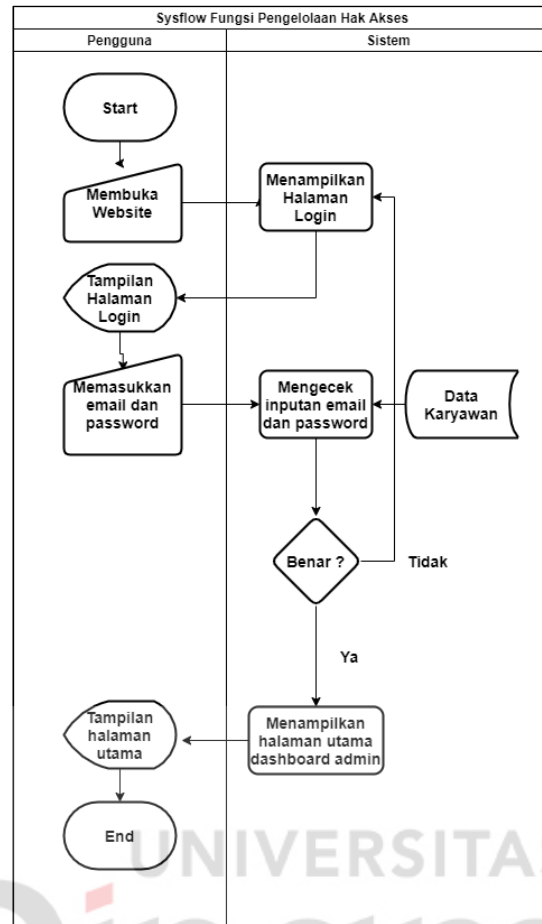 Sysflow Fungsi Pengelolaan Hak Akses
Pengguna
Sistem
Start
Membuka
Website
Menampilkan
Halaman
Login
Tampilan
Halaman
Login
Memasukkan
email dan
password
Mengecek
inputan email
dan password
Data
Karyawan
Benar ?
Tidak
Ya
Menampilkan
halaman utama
dashboard admin
Tampilan
halaman
utama
End
UNIVERSITAS